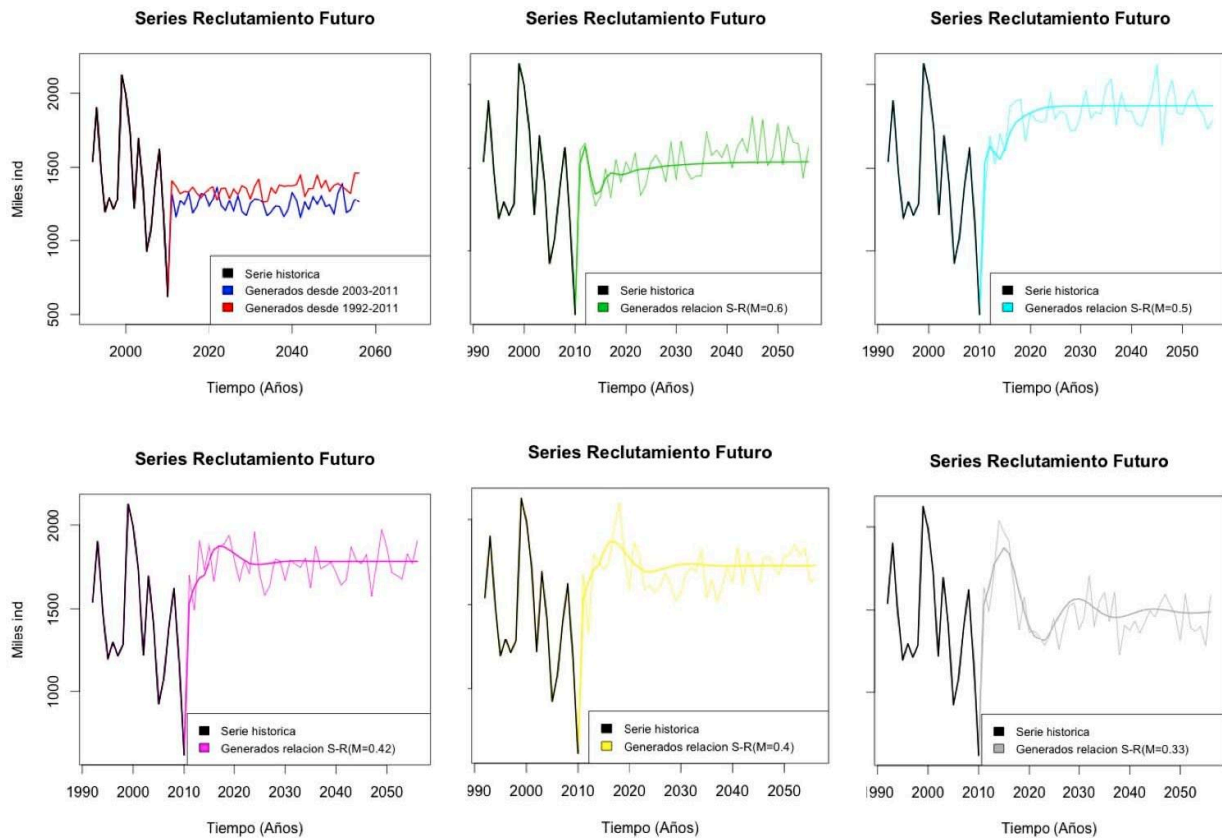 Series Reclutamiento Futuro
Miles ind
2000
1500
1000
500
Serie historica
Generados desde 2003-2011
Generados desde 1992-2011
2000 2020 2040 2060
Tiempo (Años)
Series Reclutamiento Futuro
Serie historica
Generados relacion S-R(M=0.6)
990 2000 2010 2020 2030 2040 2050
Tiempo (Años)
Series Reclutamiento Futuro
Serie historica
Generados relacion S-R(M=0.5)
1990 2000 2010 2020 2030 2040 2050
Tiempo (Años)
Series Reclutamiento Futuro
Miles ind
2000
1500
1000
Serie historica
Generados relacion S-R(M=0.42)
1990 2000 2010 2020 2030 2040 2050
Tiempo (Años)
Series Reclutamiento Futuro
Serie historica
Generados relacion S-R(M=0.4)
990 2000 2010 2020 2030 2040 2050
Tiempo (Años)
Series Reclutamiento Futuro
Serie historica
Generados relacion S-R(M=0.33)
1990 2000 2010 2020 2030 2040 2050
Tiempo (Años)